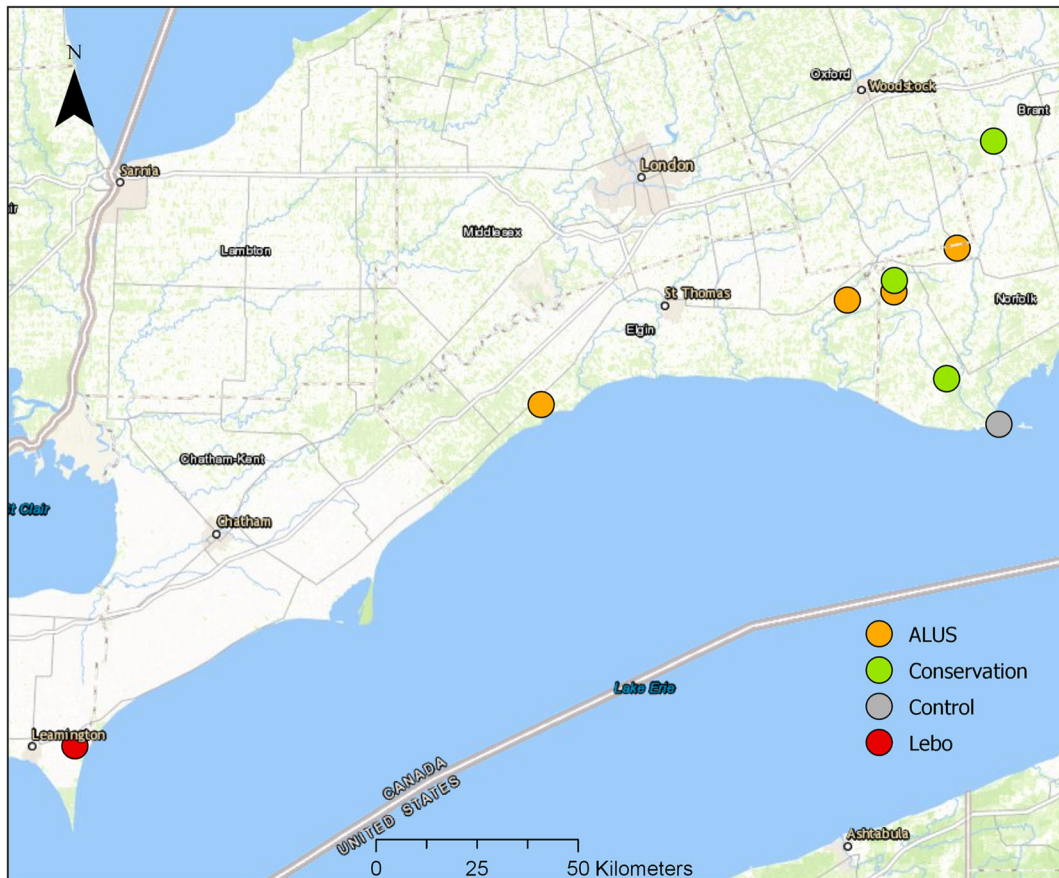 N
Oxford
Woodstock
Brent
Sarnia
London
Lambton
Middlesex
St Thomas
Norfolk
Elgin
Chatham-Kent
Chatham
Leamington
Lake Erie
CANADA
UNITED STATES
ALUS
Conservation
Control
Lebo
Ashtabula
0 25 50 Kilometers